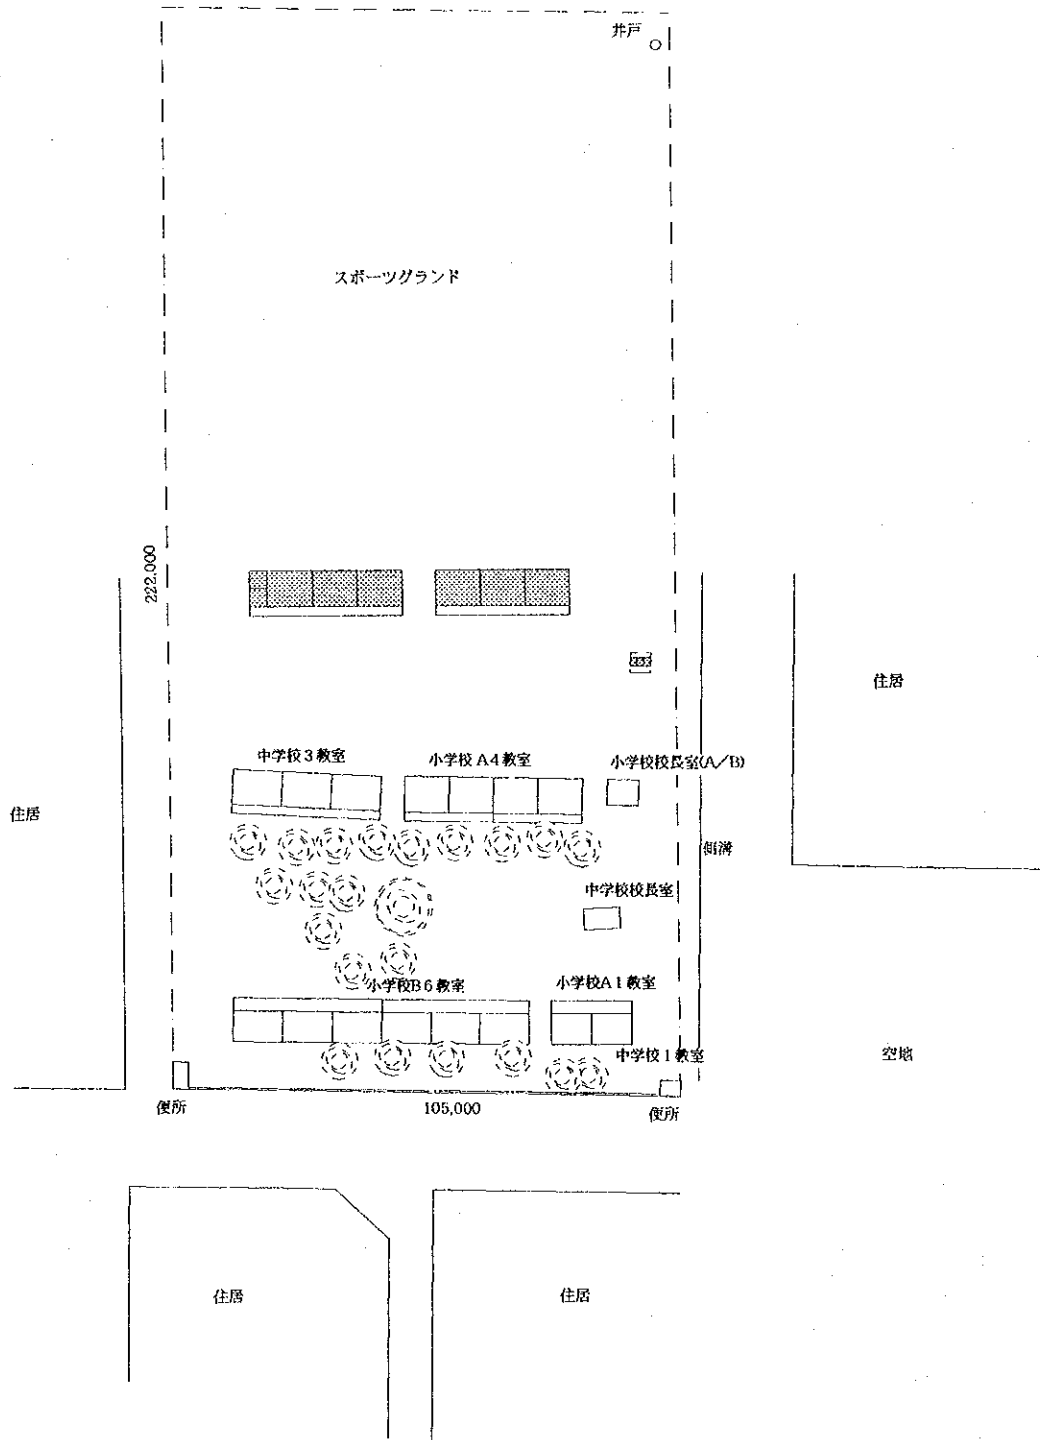 井戸
スポーツグランド
222,000
住居
中学校3教室
小学校A4教室
小学校校長室(A/B)
住居
側溝
中学校校長室
小学校B6教室
小学校A1教室
中学校1教室
空地
便所
105,000
便所
住居
住居